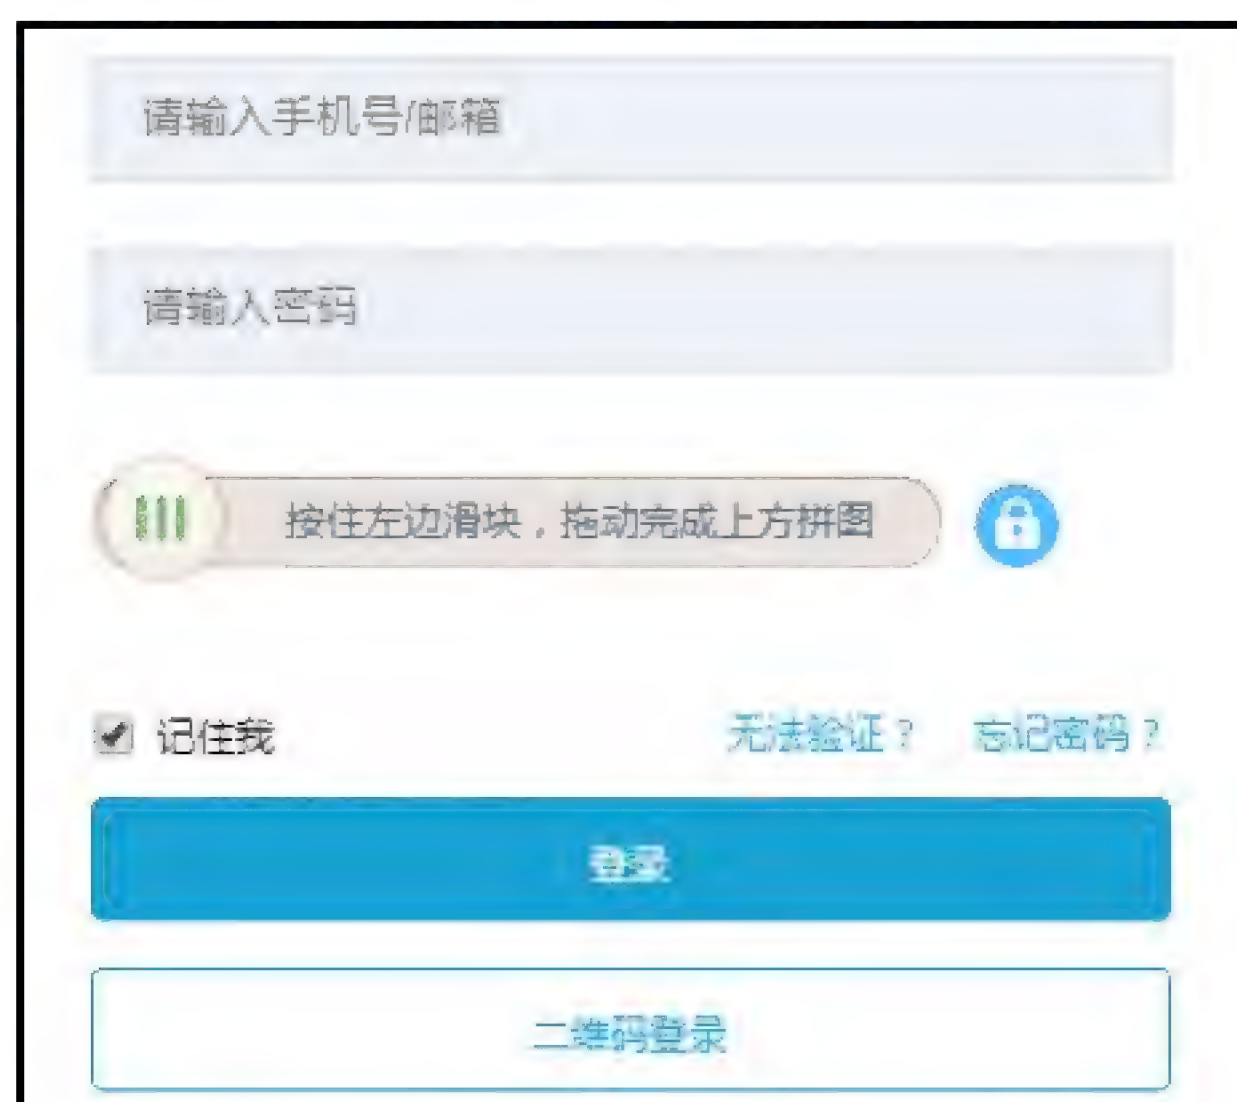 请输入手机号/邮箱
请输入密码
按住左边滑块，拖动完成上方拼图
记住我 无法验证？ 忘记密码？
登录
二维码登录